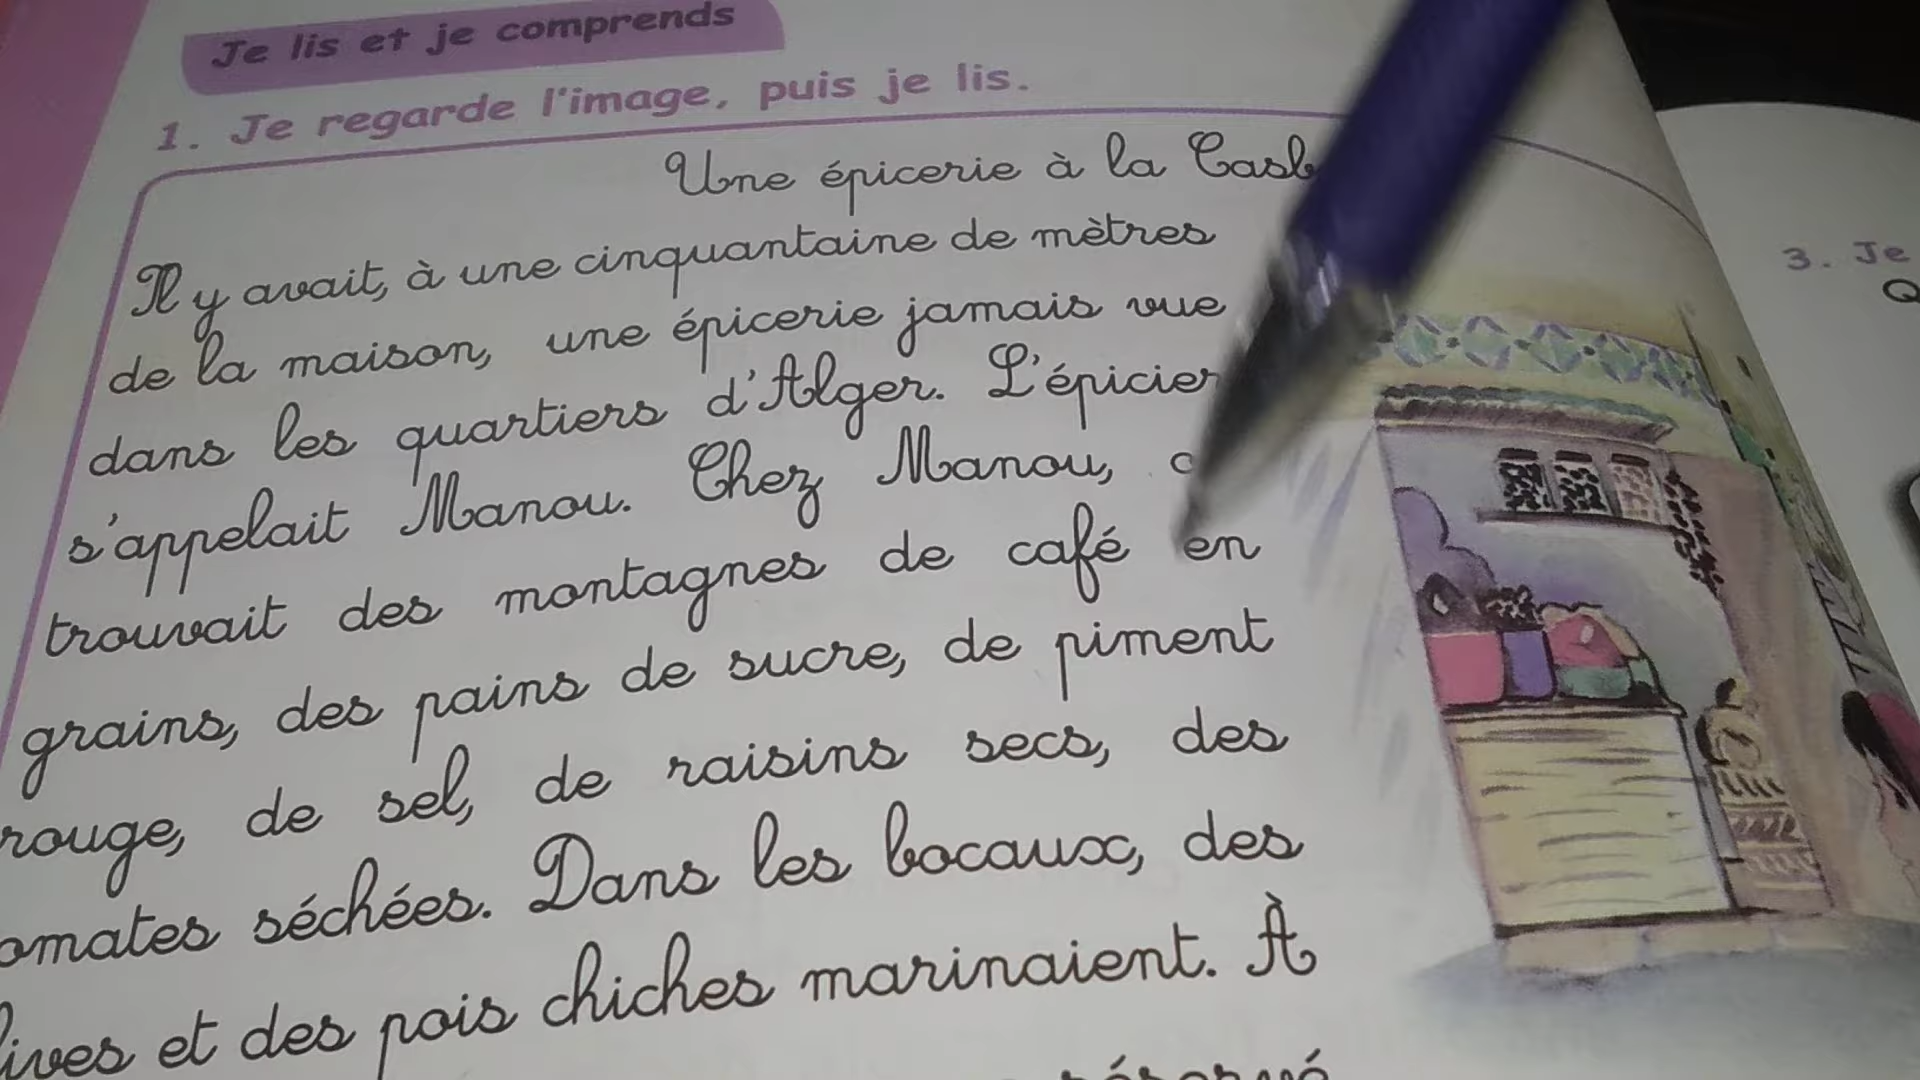 Je lis et je comprends
1. Je regarde l'image, puis je lis.
Une épicerie à la
Il y avait, à une cinquantaine de mètres
de la maison, une épicerie jamais vue
dans les quartiers d'Alger. L'épicier
s'appelait Manou. Chez Manou,
trouvait des montagnes de café en
grains, des pains de sucre, de piment
rouge, de sel, de raisins secs, des
séchées. Dans les bocaux, des
et des pois chiches marinaient. À
3. Je